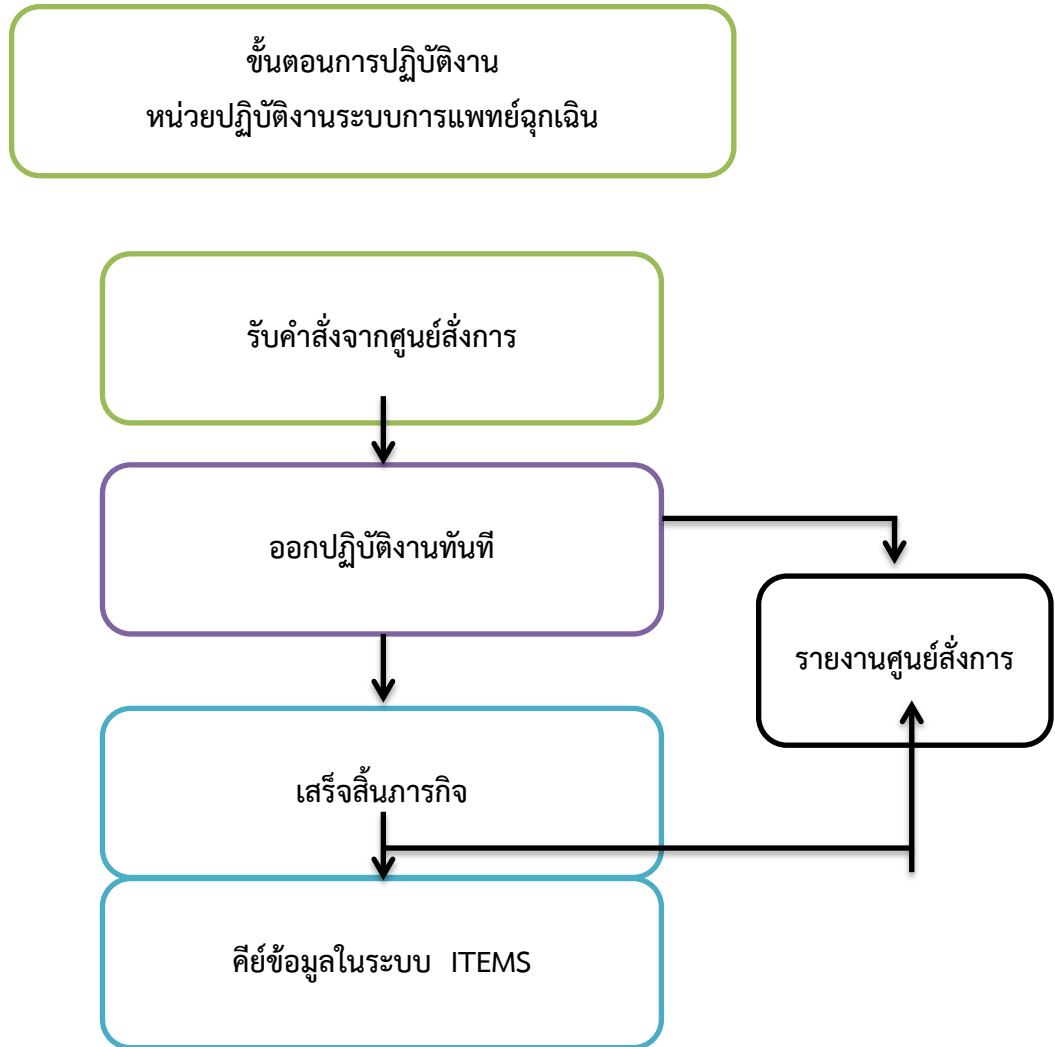 ขั้นตอนการปฏิบัติงาน
หน่วยปฏิบัติงานระบบการแพทย์ฉุกเฉิน
รับคำสั่งจากศูนย์สั่งการ
ออกปฏิบัติงานทันที
รายงานศูนย์สั่งการ
เสร็จสิ้นภารกิจ
คีย์ข้อมูลในระบบ ITEMS